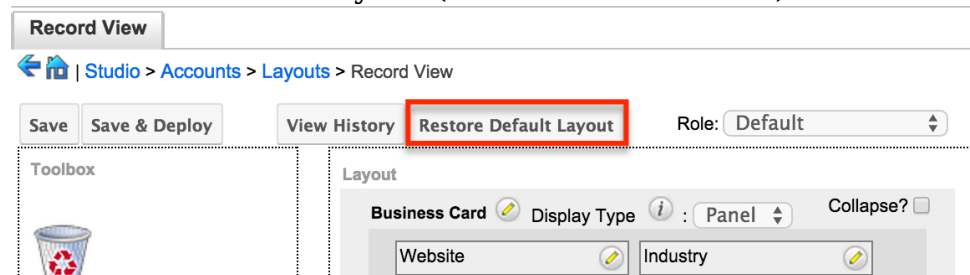 Record View
| Studio > Accounts > Layouts > Record View
Save Save & Deploy View History Restore Default Layout Role: Default
Toolbox
Layout
Business Card Display Type i : Panel Collapse?
Website Industry